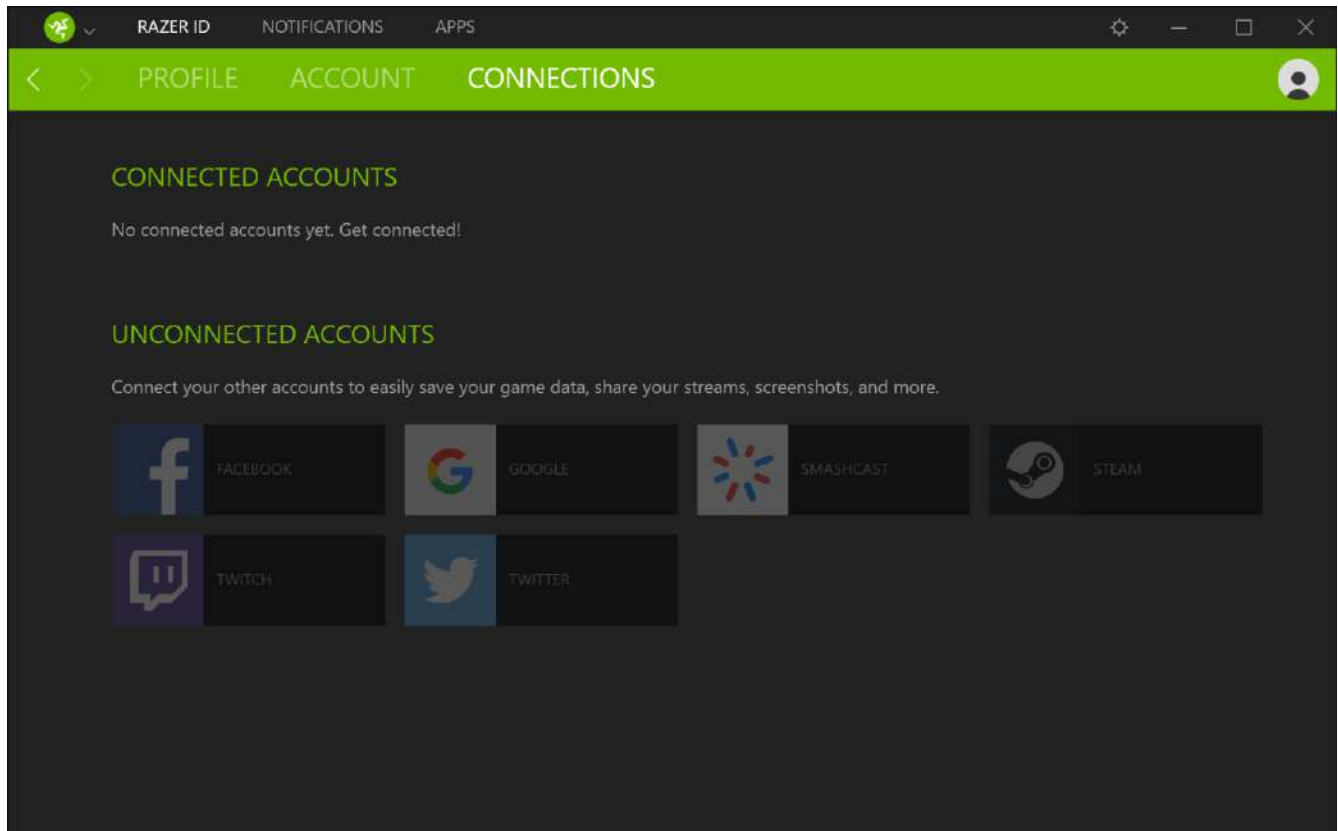 RAZER ID NOTIFICATIONS APPS
PROFILE ACCOUNT CONNECTIONS
CONNECTED ACCOUNTS
No connected accounts yet. Get connected!
UNCONNECTED ACCOUNTS
Connect your other accounts to easily save your game data, share your streams, screenshots, and more.
FACEBOOK GOOGLE SMASHCAST STEAM
TWITCH TWITTER